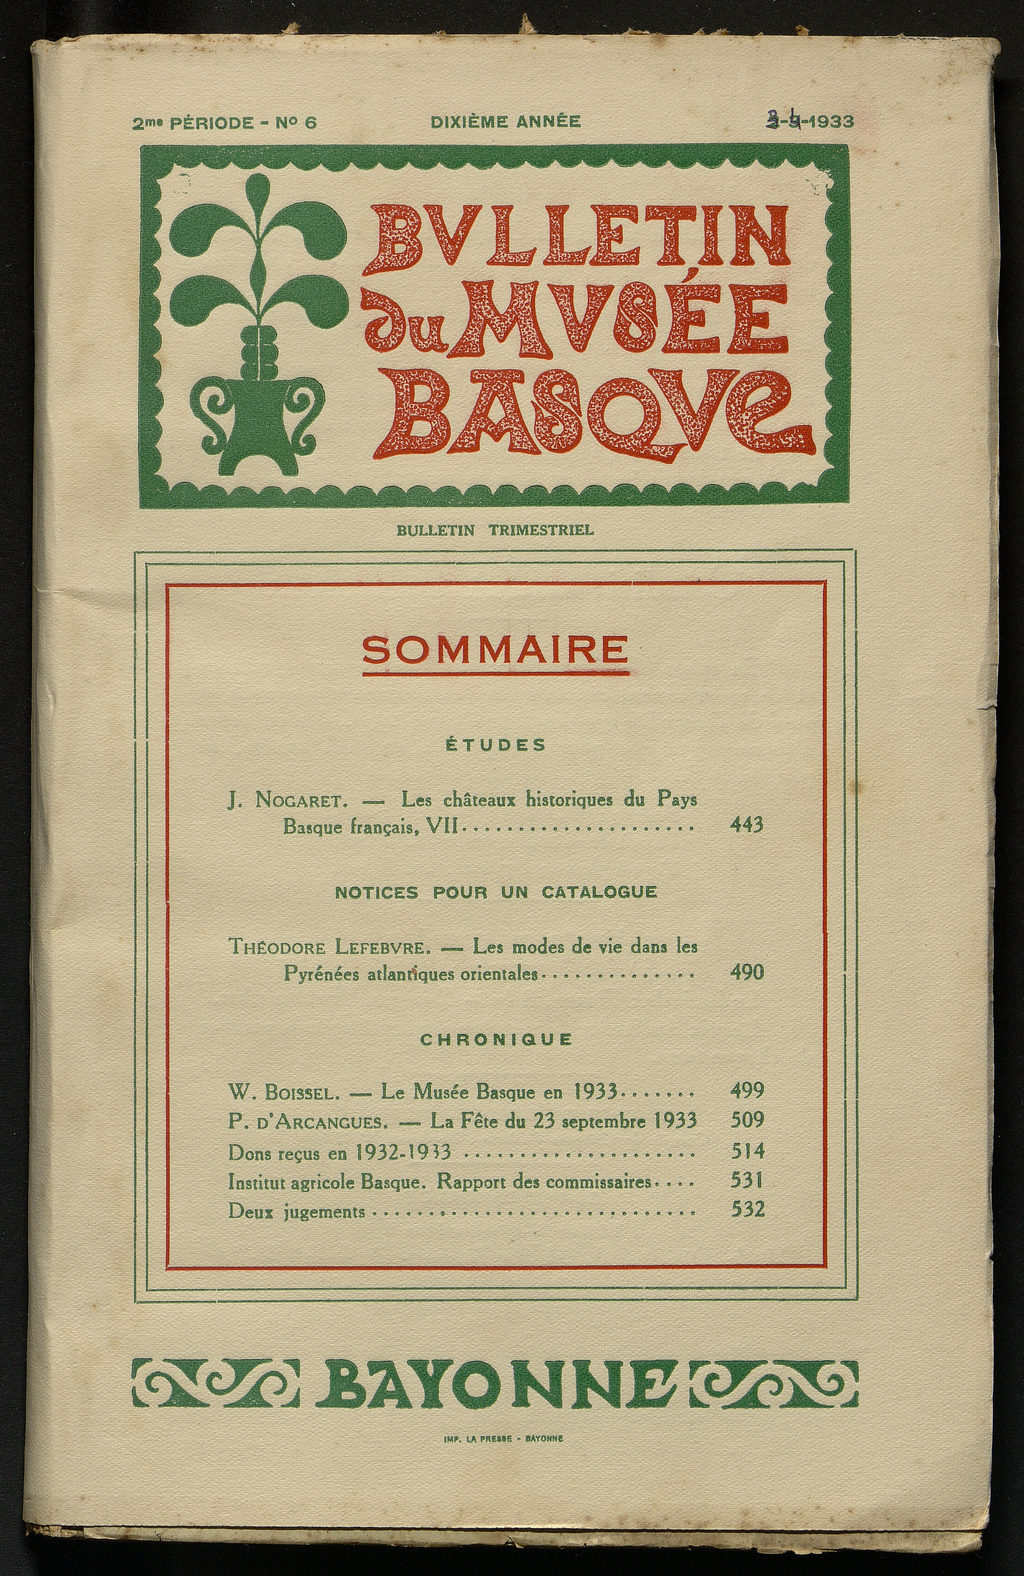 2me PÉRIODE - No 6 DIXIÈME ANNÉE 3-4-1933
BVLLETIN
du MVSÉE
BASQVE
BULLETIN TRIMESTRIEL
SOMMAIRE
ÉTUDES
J. NOGARET. — Les châteaux historiques du Pays
Basque français, VII...................... 443
NOTICES POUR UN CATALOGUE
THÉODORE LEFEBVRE. — Les modes de vie dans les
Pyrénées atlantiques orientales.............. 490
CHRONIQUE
W. BOISSEL. — Le Musée Basque en 1933....... 499
P. D'ARCANGUES. — La Fête du 23 septembre 1933 509
Dons reçus en 1932-1933 ...................... 514
Institut agricole Basque. Rapport des commissaires.... 531
Deux jugements .............................. 532
BAYONNE
IMP. LA PRESSE - BAYONNE